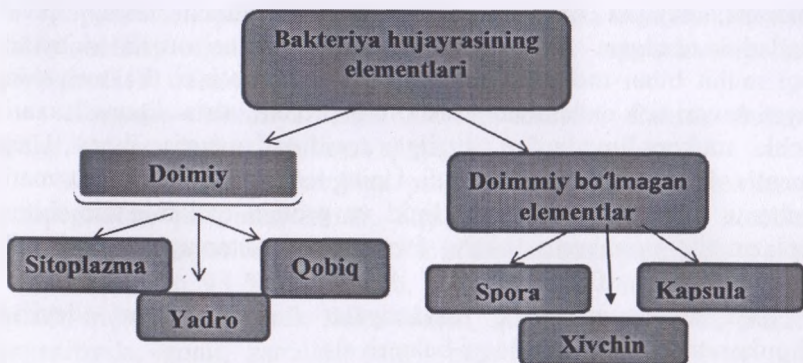 Bakteriya hujayrasining
elementlari
Doimiy
Doimmiy bo‘lmagan
elementlar
Sitoplazma
Qobiq
Yadro
Spora
Kapsula
Xivchin